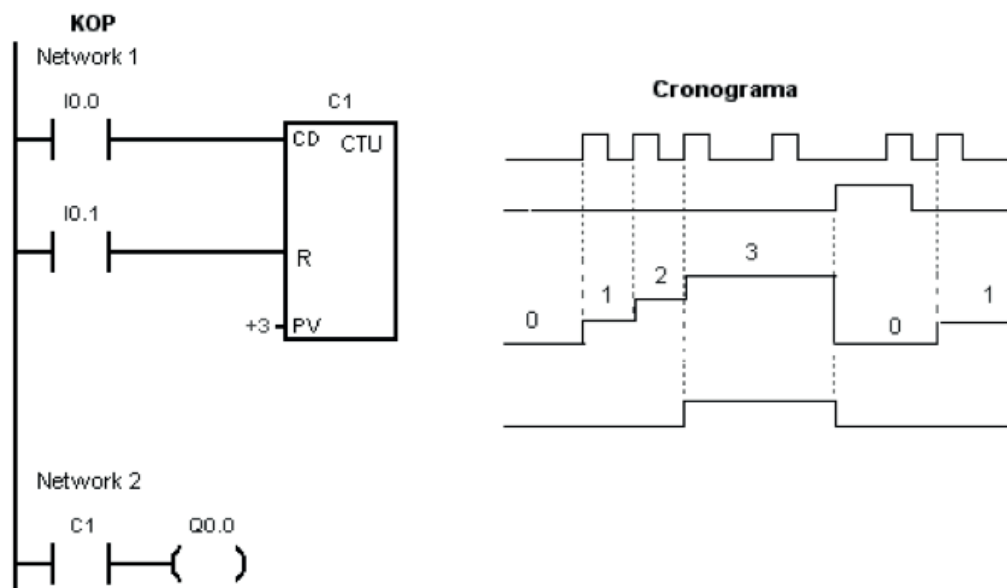 KOP
Network 1
I0.0
C1
CD CTU
I0.1
R
+3 PV
Network 2
C1 Q0.0
Cronograma
0 1 2 3 0 1